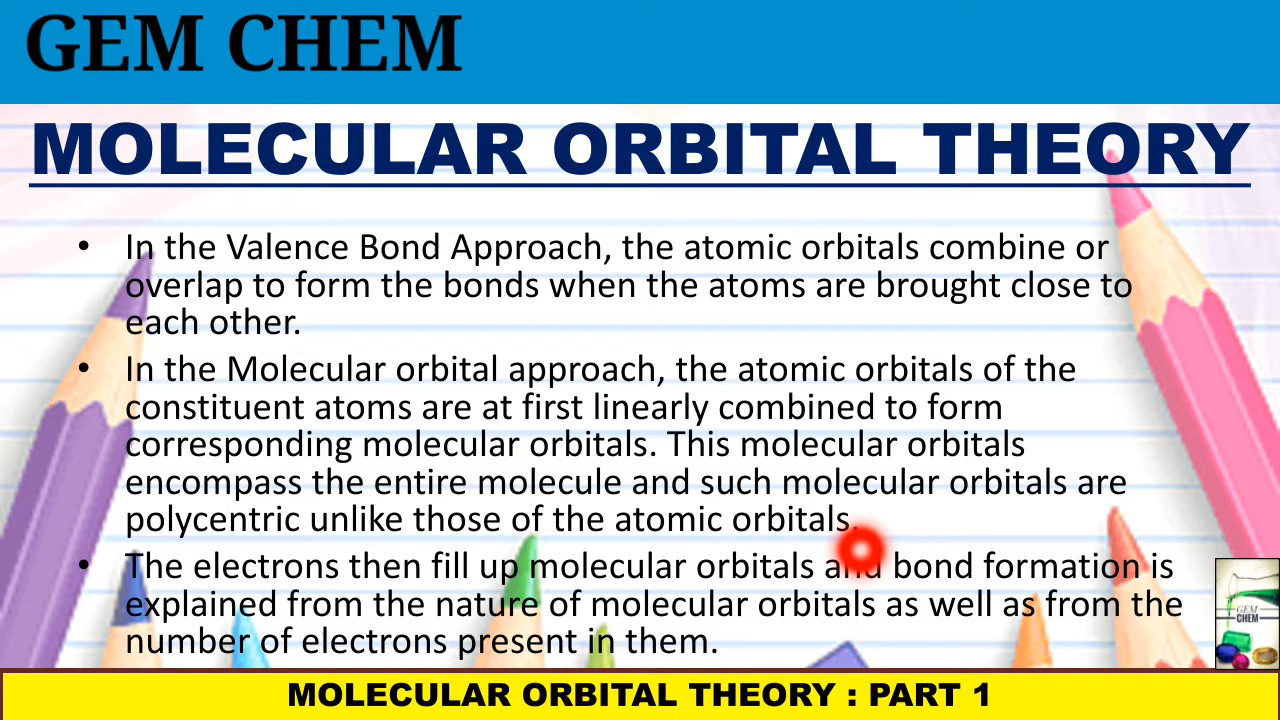 GEM CHEM
MOLECULAR ORBITAL THEORY
• In the Valence Bond Approach, the atomic orbitals combine or
overlap to form the bonds when the atoms are brought close to
each other.
• In the Molecular orbital approach, the atomic orbitals of the
constituent atoms are at first linearly combined to form
corresponding molecular orbitals. This molecular orbitals
encompass the entire molecule and such molecular orbitals are
polycentric unlike those of the atomic orbitals.
• The electrons then fill up molecular orbitals and bond formation is
explained from the nature of molecular orbitals as well as from the
number of electrons present in them.
GEM
CHEM
MOLECULAR ORBITAL THEORY : PART 1